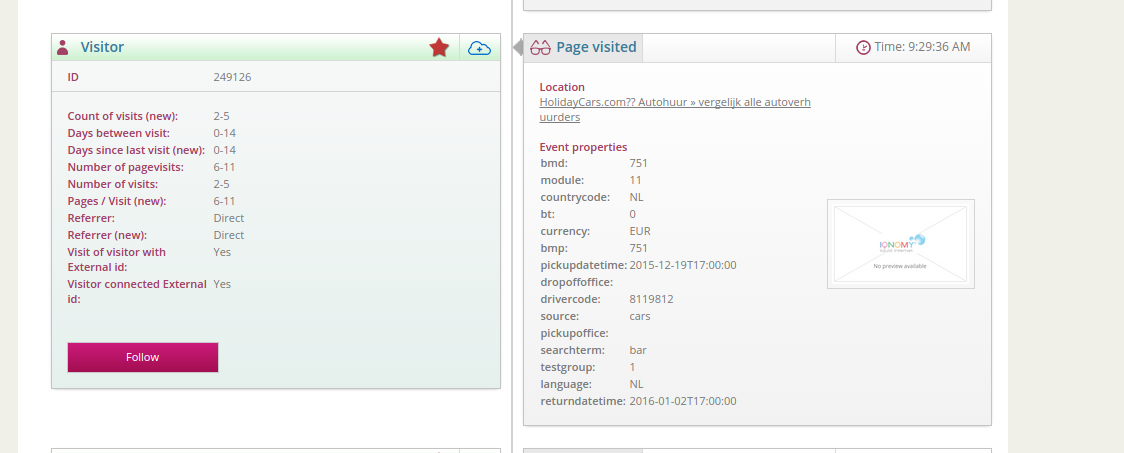 Visitor
ID 249126
Count of visits (new): 2-5
Days between visit: 0-14
Days since last visit (new): 0-14
Number of pagevisits: 6-11
Number of visits: 2-5
Pages / Visit (new): 6-11
Referrer: Direct
Referrer (new): Direct
Visit of visitor with Yes
External id:
Visitor connected External Yes
id:
Follow
Page visited
Time: 9:29:36 AM
Location
HolidayCars.com?? Autohuur » vergelijk alle autoverh
uurders
Event properties
bmd: 751
module: 11
countrycode: NL
bt: 0
currency: EUR
bmp: 751
pickupdatetime: 2015-12-19T17:00:00
dropoffoffice:
drivercode: 8119812
source: cars
pickupoffice:
searchterm: bar
testgroup: 1
language: NL
returndatetime: 2016-01-02T17:00:00
IONOMY
No preview available